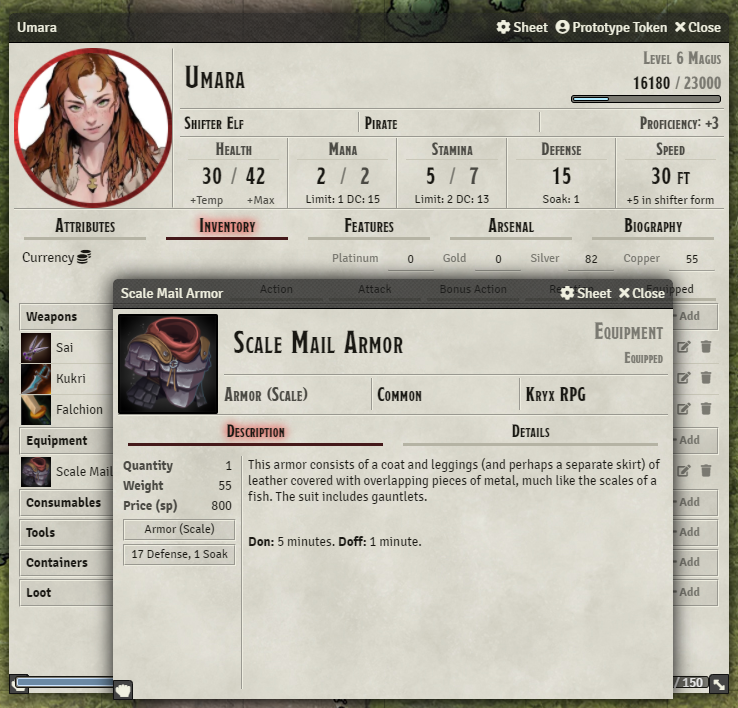 Umara Sheet Prototype Token Close
Umara
Level 6 Magus
16180 / 23000
Shifter Elf Pirate Proficiency: +3
Health Mana Stamina Defense Speed
30 / 42 2 / 2 5 / 7 15 30 ft
+Temp +Max Limit: 1 DC: 15 Limit: 2 DC: 13 Soak: 1 +5 in shifter form
Attributes Inventory Features Arsenal Biography
Currency Platinum 0 Gold 0 Silver 82 Copper 55
Action Attack Bonus Action
Scale Mail Armor Sheet Close
Weapons Add
Sai
Kukri
Falchion
Equipment Add
Scale Mail
Consumables Add
Tools Add
Containers Add
Loot Add
/ 150
Scale Mail Armor
Equipment
Equipped
Armor (Scale) Common Kryx RPG
Description Details
Quantity 1
Weight 55
Price (sp) 800
Armor (Scale)
17 Defense, 1 Soak
This armor consists of a coat and leggings (and perhaps a separate skirt) of
leather covered with overlapping pieces of metal, much like the scales of a
fish. The suit includes gauntlets.
Don: 5 minutes. Doff: 1 minute.